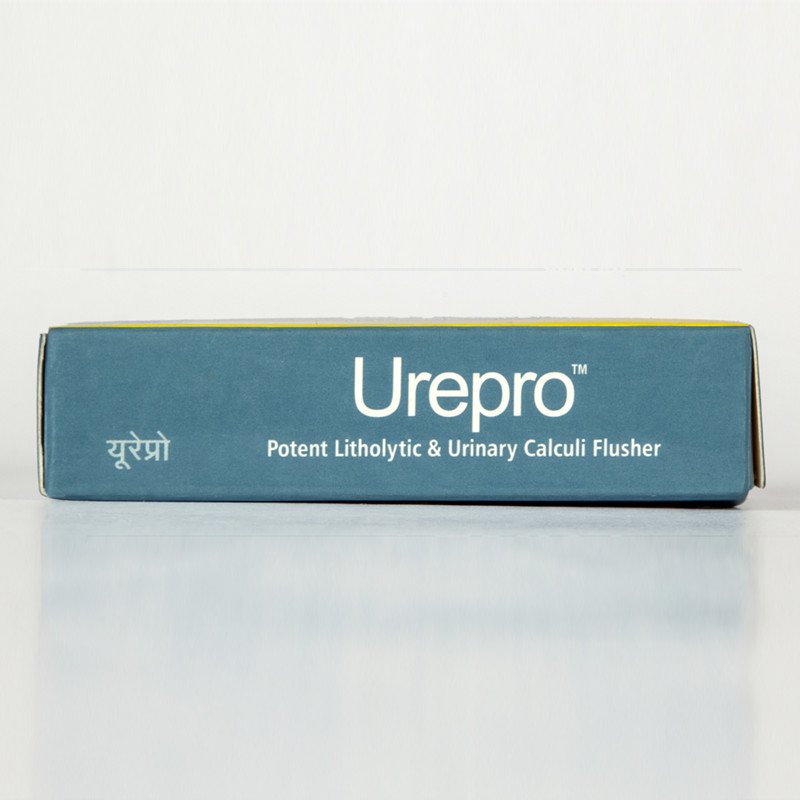 Urepro™
यूरेप्रो
Potent Litholytic & Urinary Calculi Flusher